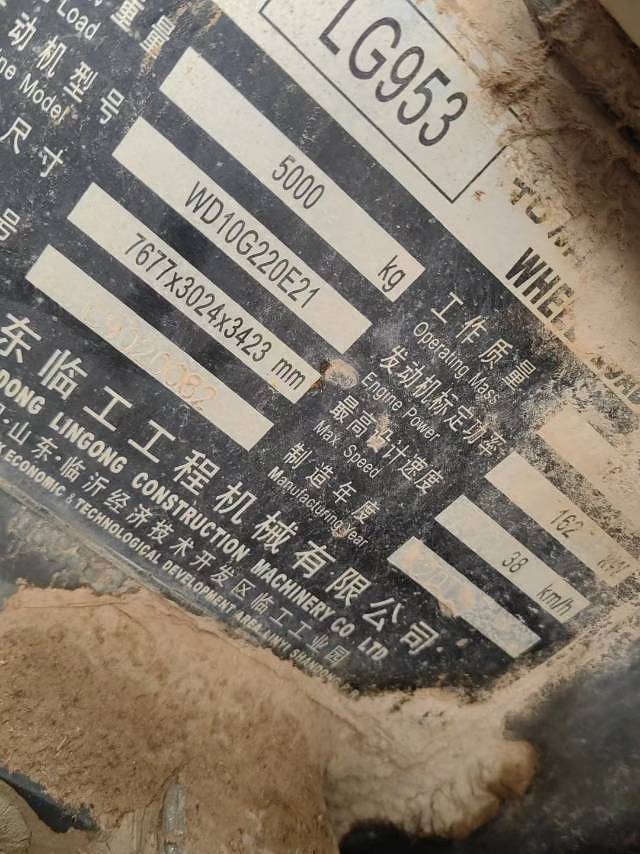 LG953
WHEEL
重量
Load
5000 kg
动机型号
ne Model
WD10G220E21
尺寸
7677x3024x3423 mm
号
工作质量
Operating Mass
发动机标定功率
Engine Power
162
最高设计速度
Max Speed
38 km/h
制造年度
Manufacturing Year
东临工工程机械有限公司
DONG LINGONG CONSTRUCTION MACHINERY CO. LTD
山东·临沂经济技术开发区临工工业园
ECONOMIC & TECHNOLOGICAL DEVELOPMENT AREA LINYI SHANDONG